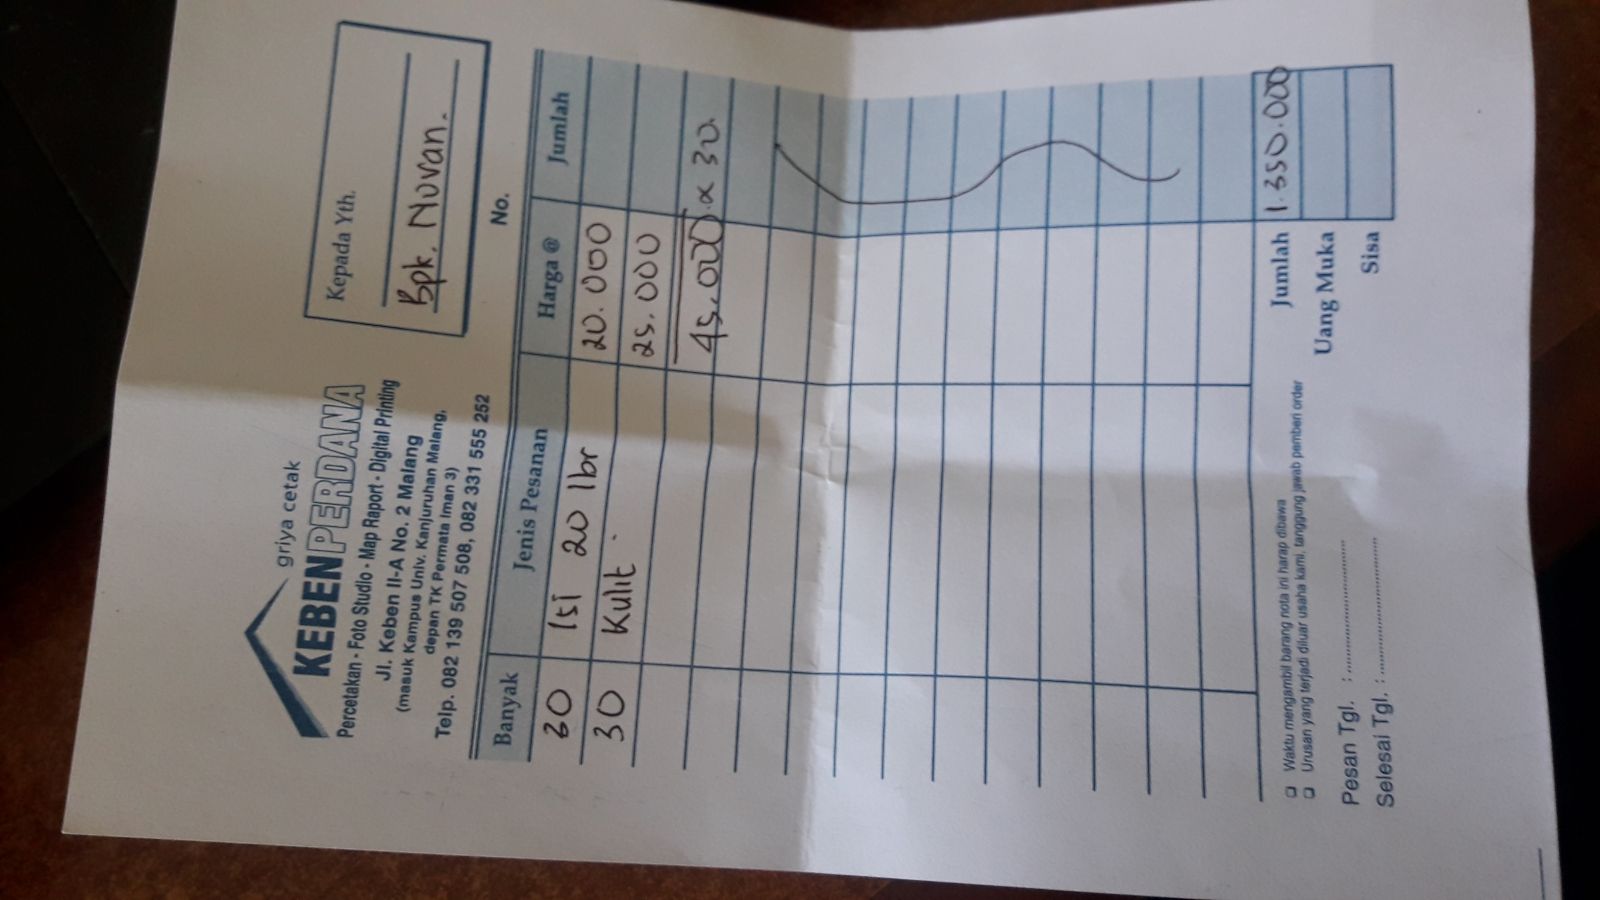 griya cetak
KEBENPERDANA
Percetakan - Foto Studio - Map Raport - Digital Printing
Jl. Keben II-A No. 2 Malang
(masuk Kampus Univ. Kanjuruhan Malang,
depan TK Permata Iman 3)
Telp. 082 139 507 508, 082 331 555 252
Kepada Yth.
Bpk. Novan.
No.
Banyak Jenis Pesanan Harga @ Jumlah
30 Isi 20 lbr 20.000
30 Kulit. 25.000
45.000 x 30.
Jumlah 1.350.000
Uang Muka
Sisa
Waktu mengambil barang nota ini harap dibawa
Urusan yang terjadi diluar usaha kami, tanggung jawab pemberi order
Pesan Tgl. :
Selesai Tgl. :